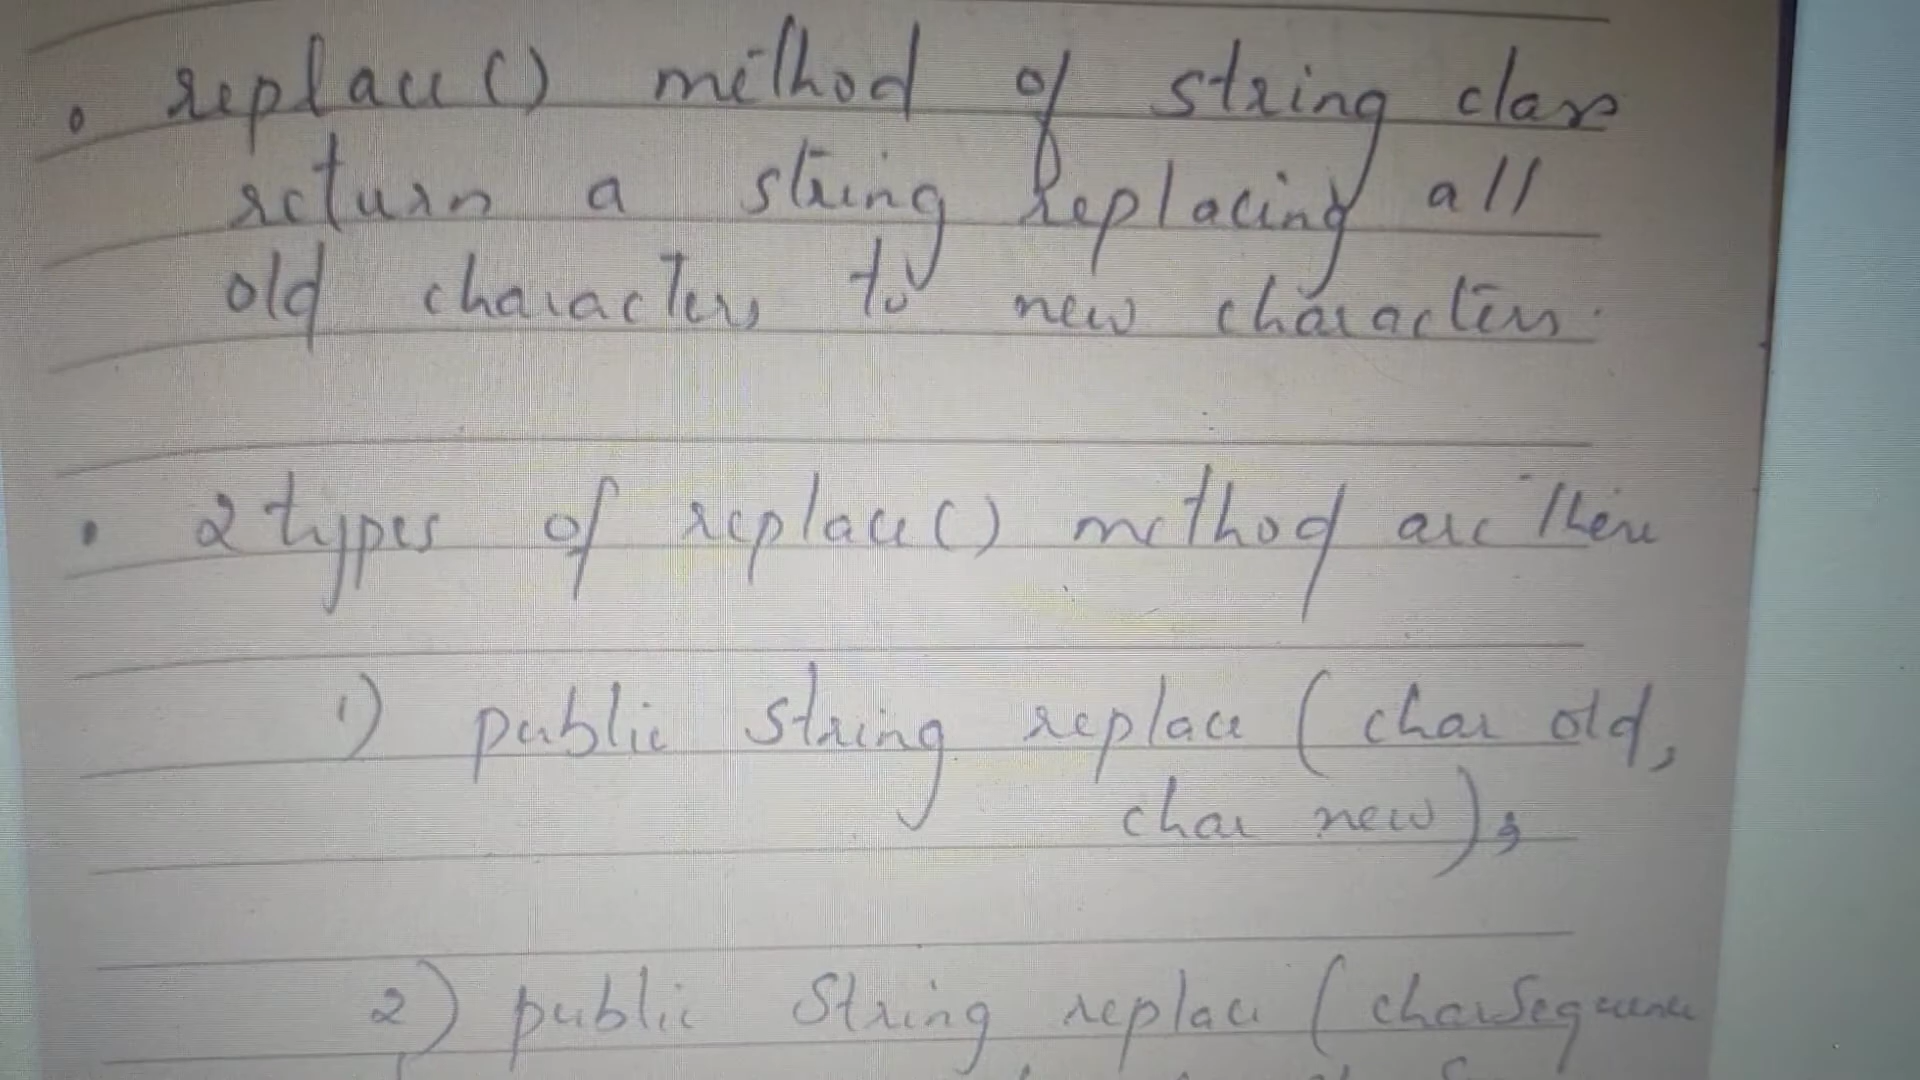 • replace() method of string class
return a string Replacing all
old characters to new characters.
• 2 types of replace() method are there
1) public string replace (char old,
char new);
2) public String replace (charSequence